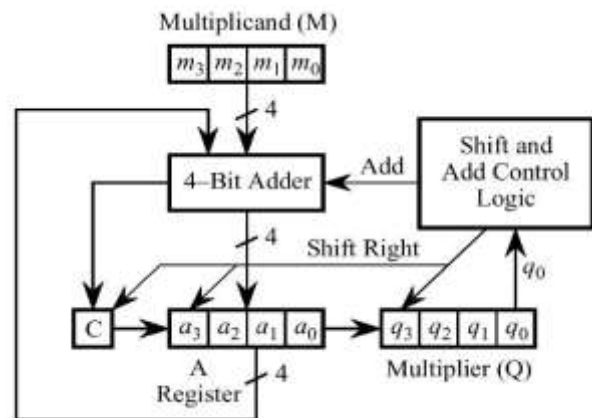 Multiplicand (M)
m3 m2 m1 m0
4
4–Bit Adder
Add
Shift and
Add Control
Logic
4
Shift Right
q0
C
a3 a2 a1 a0
q3 q2 q1 q0
A
Register
4
Multiplier (Q)